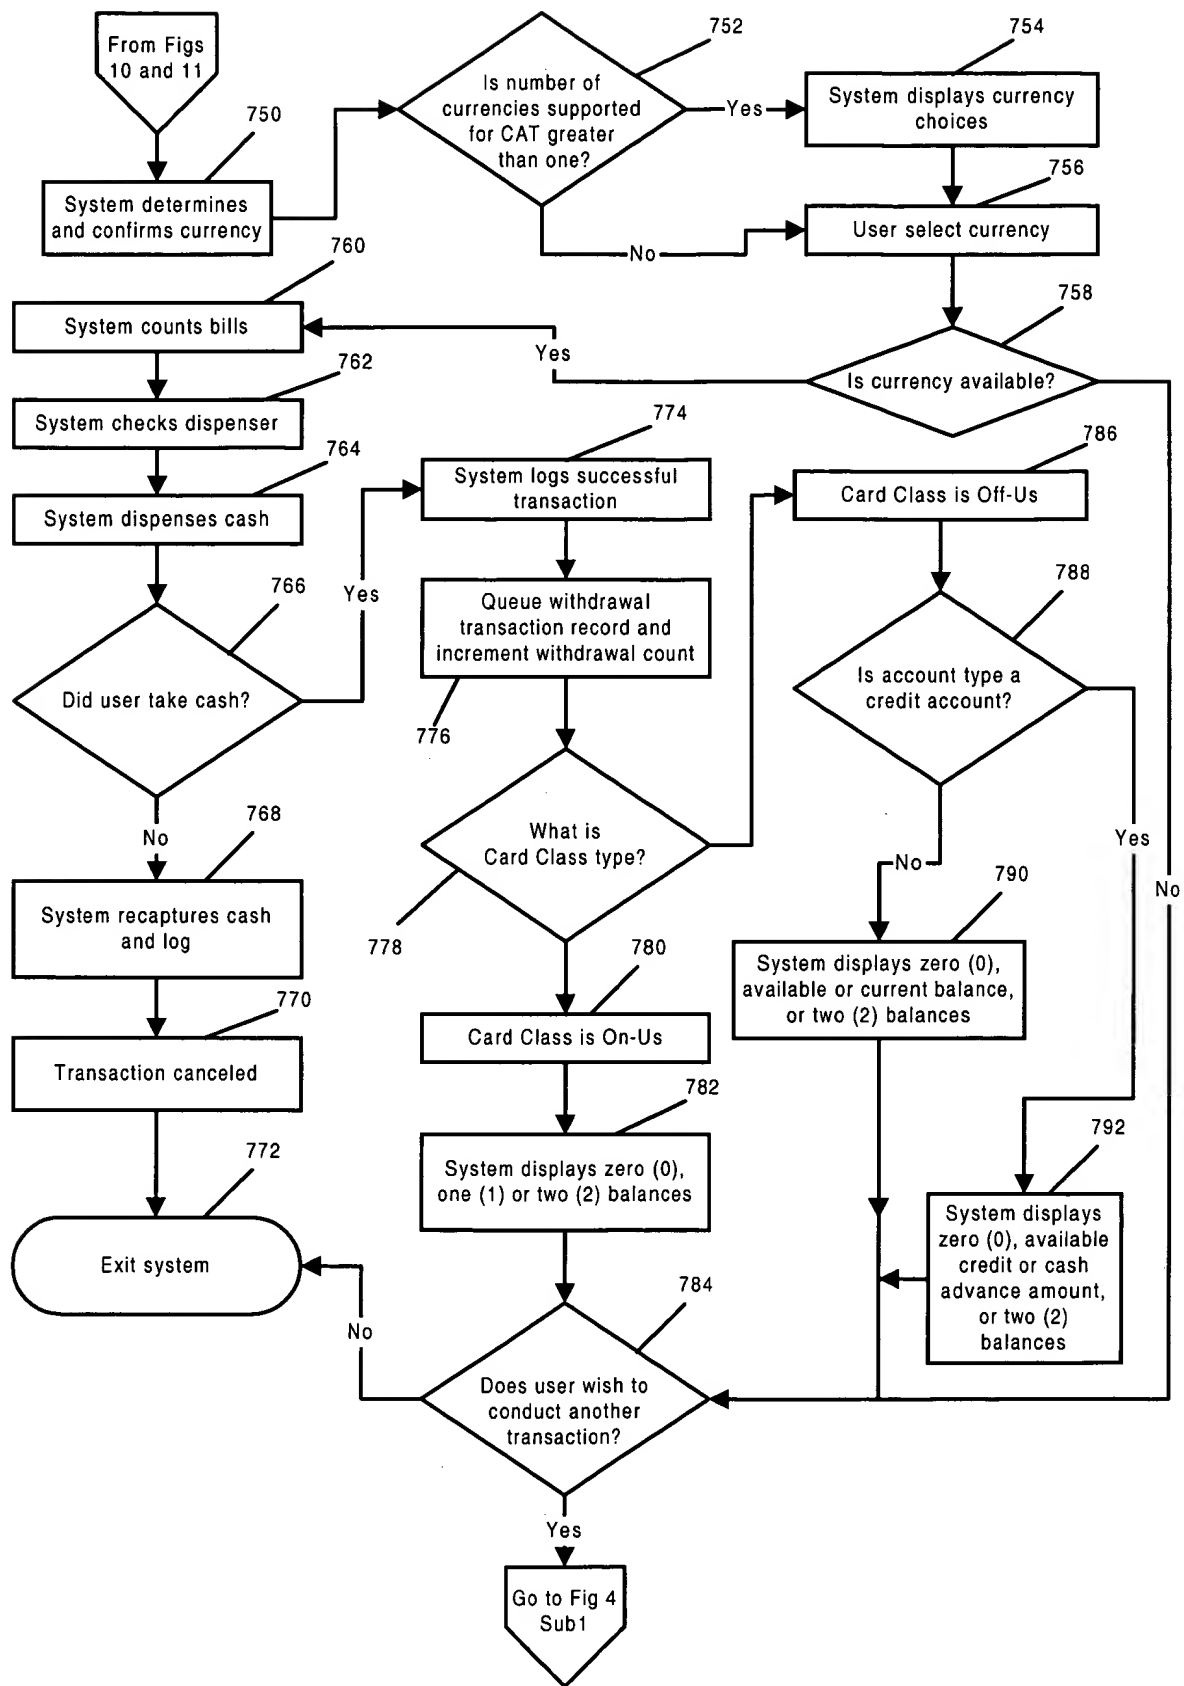 From Figs
10 and 11
750
System determines
and confirms currency
752
Is number of
currencies supported
for CAT greater
than one?
Yes
No
754
System displays currency
choices
756
User select currency
758
Is currency available?
Yes
No
760
System counts bills
762
System checks dispenser
764
System dispenses cash
766
Did user take cash?
Yes
No
768
System recaptures cash
and log
770
Transaction canceled
772
Exit system
774
System logs successful
transaction
Queue withdrawal
transaction record and
increment withdrawal count
776
What is
Card Class type?
778
780
Card Class is On-Us
782
System displays zero (0),
one (1) or two (2) balances
784
Does user wish to
conduct another
transaction?
No
Yes
Go to Fig 4
Sub1
786
Card Class is Off-Us
788
Is account type a
credit account?
No
Yes
790
System displays zero (0),
available or current balance,
or two (2) balances
792
System displays
zero (0), available
credit or cash
advance amount,
or two (2)
balances